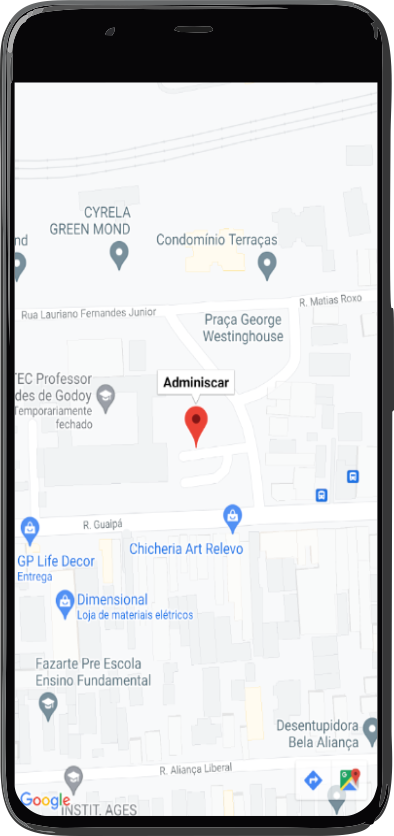 CYRELA
GREEN MOND
nd
Condomínio Terraças
R. Matias Roxo
Rua Lauriano Fernandes Junior
Praça George
Westinghouse
TEC Professor
des de Godoy
Temporariamente
fechado
Adminiscar
R. Guaipá
Chicheria Art Relevo
GP Life Decor
Entrega
Dimensional
Loja de materiais elétricos
Fazarte Pre Escola
Ensino Fundamental
Desentupidora
Bela Aliança
R. Aliança Liberal
Google
INSTIT. AGES